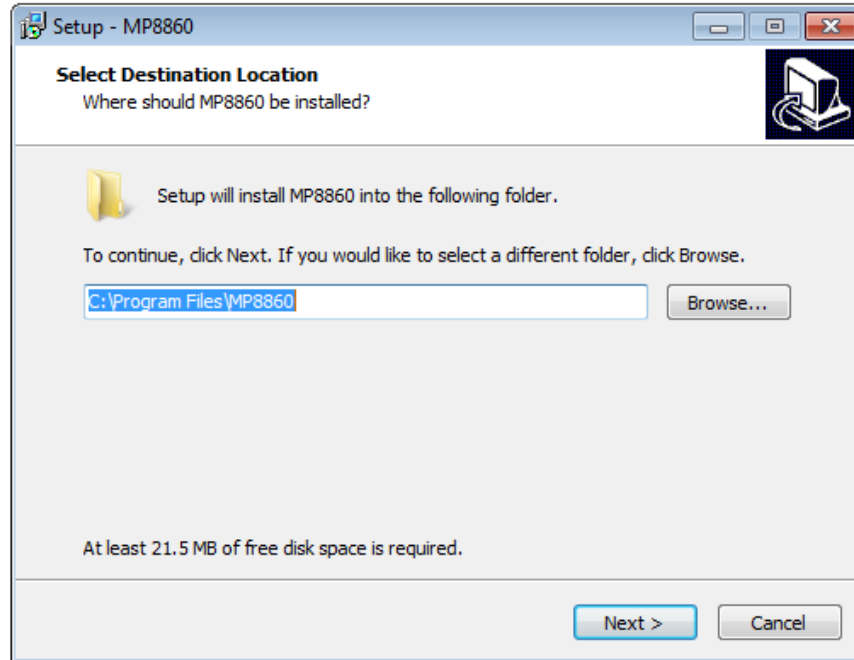 Setup - MP8860
Select Destination Location
Where should MP8860 be installed?
Setup will install MP8860 into the following folder.
To continue, click Next. If you would like to select a different folder, click Browse.
C:\Program Files\MP8860
Browse...
At least 21.5 MB of free disk space is required.
Next >
Cancel